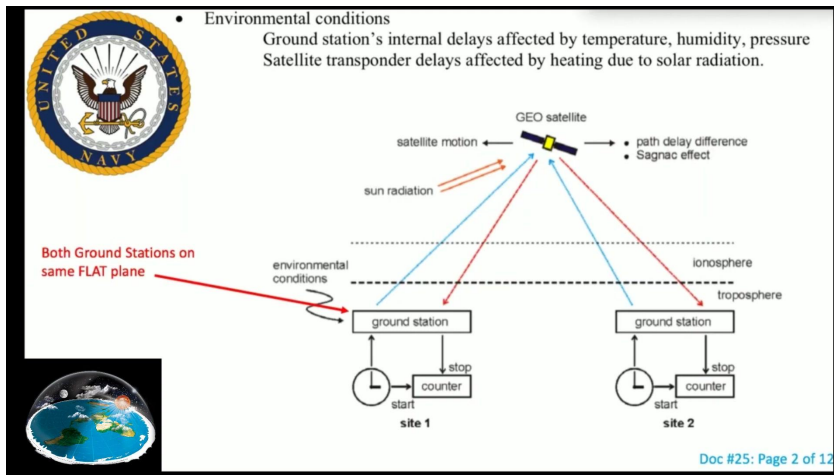 UNITED STATES
NAVY
• Environmental conditions
Ground station's internal delays affected by temperature, humidity, pressure
Satellite transponder delays affected by heating due to solar radiation.
GEO satellite
satellite motion
• path delay difference
• Sagnac effect
sun radiation
Both Ground Stations on
same FLAT plane
environmental
conditions
ionosphere
troposphere
ground station
ground station
stop
stop
counter
counter
start
start
site 1
site 2
Doc #25: Page 2 of 12